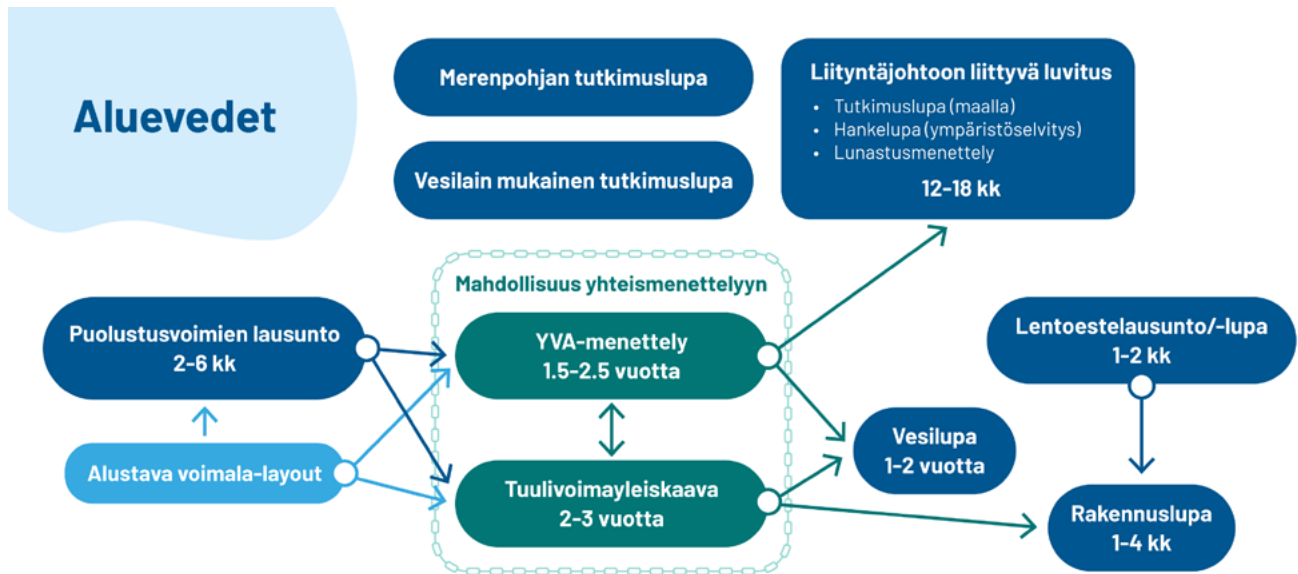 Aluevedet
Merenpohjan tutkimuslupa
Vesilain mukainen tutkimuslupa
Liityntäjohtoon liittyvä luvitus
• Tutkimuslupa (maalla)
• Hankelupa (ympäristöselvitys)
• Lunastusmenettely
12-18 kk
Mahdollisuus yhteismenettelyyn
Puolustusvoimien lausunto
2-6 kk
YVA-menettely
1.5-2.5 vuotta
Lentoestelausunto/-lupa
1-2 kk
Alustava voimala-layout
Tuulivoimayleiskaava
2-3 vuotta
Vesilupa
1-2 vuotta
Rakennuslupa
1-4 kk